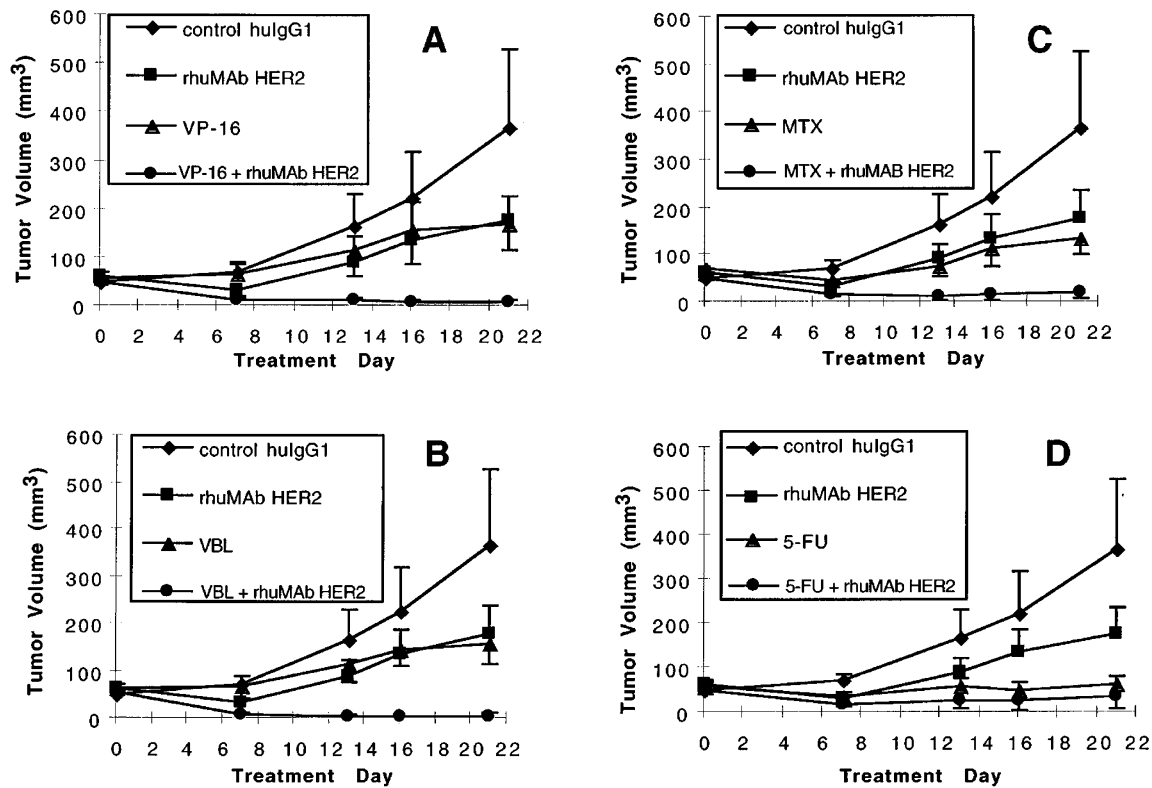 A
control huIgG1
rhuMAb HER2
VP-16
VP-16 + rhuMAb HER2
Tumor Volume (mm3)
600
500
400
300
200
100
0
0 2 4 6 8 10 12 14 16 18 20 22
Treatment Day
C
control huIgG1
rhuMAb HER2
MTX
MTX + rhuMAB HER2
Tumor Volume (mm3)
600
500
400
300
200
100
0
0 2 4 6 8 10 12 14 16 18 20 22
Treatment Day
B
control huIgG1
rhuMAb HER2
VBL
VBL + rhuMAb HER2
Tumor Volume (mm3)
600
500
400
300
200
100
0
0 2 4 6 8 10 12 14 16 18 20 22
Treatment Day
D
control huIgG1
rhuMAb HER2
5-FU
5-FU + rhuMAb HER2
Tumor Volume (mm3)
600
500
400
300
200
100
0
0 2 4 6 8 10 12 14 16 18 20 22
Treatment Day